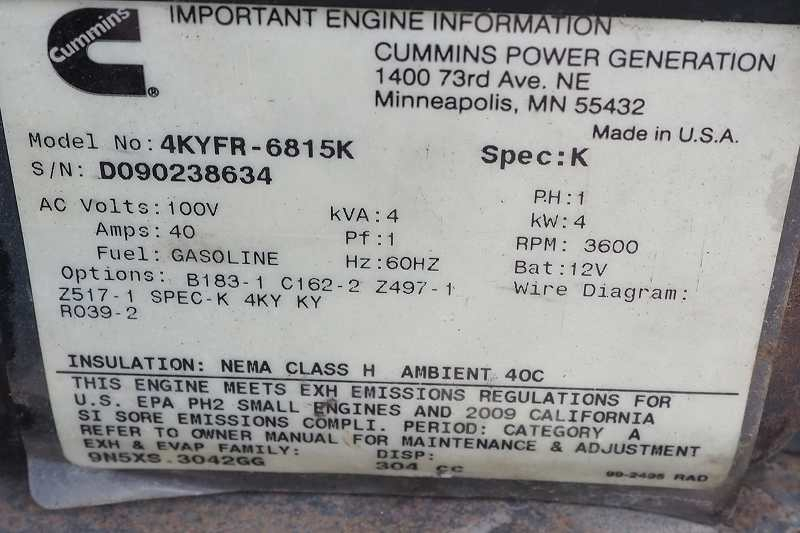 Cummins
®
IMPORTANT ENGINE INFORMATION
CUMMINS POWER GENERATION
1400 73rd Ave. NE
Minneapolis, MN 55432
Made in U.S.A.
Model No: 4KYFR-6815K Spec:K
S/N: D090238634
AC Volts:100V kVA:4 PH:1
Amps:40 Pf:1 kW:4
Fuel: GASOLINE Hz:60HZ RPM: 3600
Options: B183-1 C162-2 Z497-1 Bat:12V
Z517-1 SPEC-K 4KY KY Wire Diagram:
R039-2
INSULATION: NEMA CLASS H AMBIENT 40C
THIS ENGINE MEETS EXH EMISSIONS REGULATIONS FOR
U.S. EPA PH2 SMALL ENGINES AND 2009 CALIFORNIA
SI SORE EMISSIONS COMPLI. PERIOD: CATEGORY A
REFER TO OWNER MANUAL FOR MAINTENANCE & ADJUSTMENT
EXH & EVAP FAMILY: DISP:
9N5XS.3042GG 304 cc
99-2495 RAD